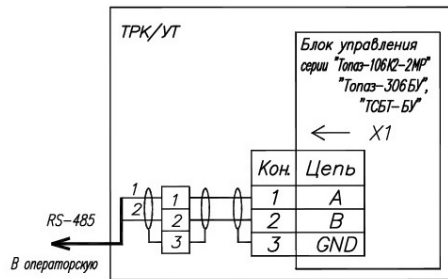 ТРК/УТ
Блок управления
серии "Топаз-106К2-2МР"
"Топаз-306БУ",
"ТСБТ-БУ"
X1
Кон. Цепь
1 1 1 A
2 2 2 B
3 3 GND
RS-485
В операторскую